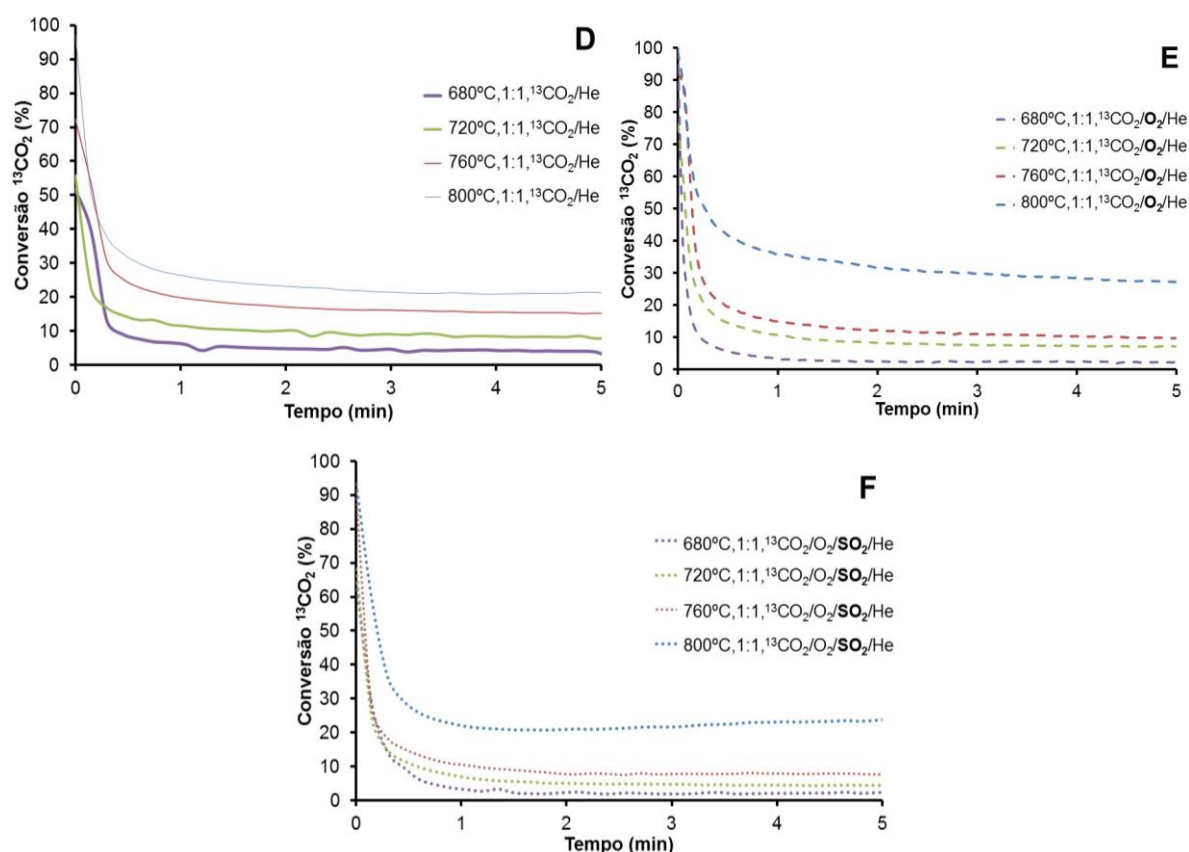 D
Conversão ¹³CO₂ (%)
100
90
80
70
60
50
40
30
20
10
0
680ºC,1:1,¹³CO₂/He
720ºC,1:1,¹³CO₂/He
760ºC,1:1,¹³CO₂/He
800ºC,1:1,¹³CO₂/He
0 1 2 3 4 5
Tempo (min)
E
Conversão ¹³CO₂ (%)
100
90
80
70
60
50
40
30
20
10
0
680ºC,1:1,¹³CO₂/O₂/He
720ºC,1:1,¹³CO₂/O₂/He
760ºC,1:1,¹³CO₂/O₂/He
800ºC,1:1,¹³CO₂/O₂/He
0 1 2 3 4 5
Tempo (min)
F
Conversão ¹³CO₂ (%)
100
90
80
70
60
50
40
30
20
10
0
680ºC,1:1,¹³CO₂/O₂/SO₂/He
720ºC,1:1,¹³CO₂/O₂/SO₂/He
760ºC,1:1,¹³CO₂/O₂/SO₂/He
800ºC,1:1,¹³CO₂/O₂/SO₂/He
0 1 2 3 4 5
Tempo (min)